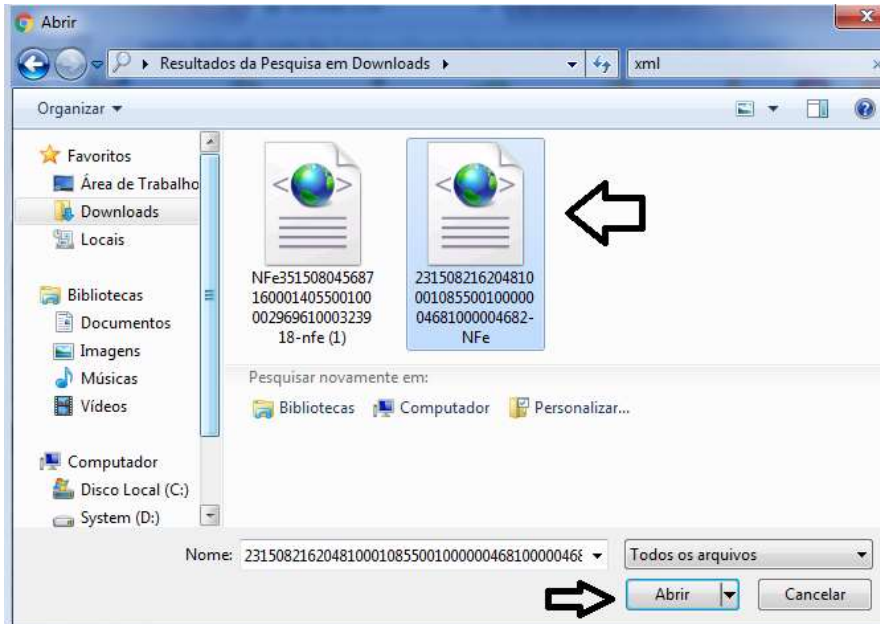 Abrir
Resultados da Pesquisa em Downloads
xml
Organizar
Favoritos
Área de Trabalho
Downloads
Locais
Bibliotecas
Documentos
Imagens
Músicas
Vídeos
Computador
Disco Local (C:)
System (D:)
NFe351508045687
160001405500100
002969610003239
18-nfe (1)
231508216204810
001085500100000
04681000004682-
NFe
Pesquisar novamente em:
Bibliotecas
Computador
Personalizar...
Nome:
231508216204810001085500100000046810000046
Todos os arquivos
Abrir
Cancelar